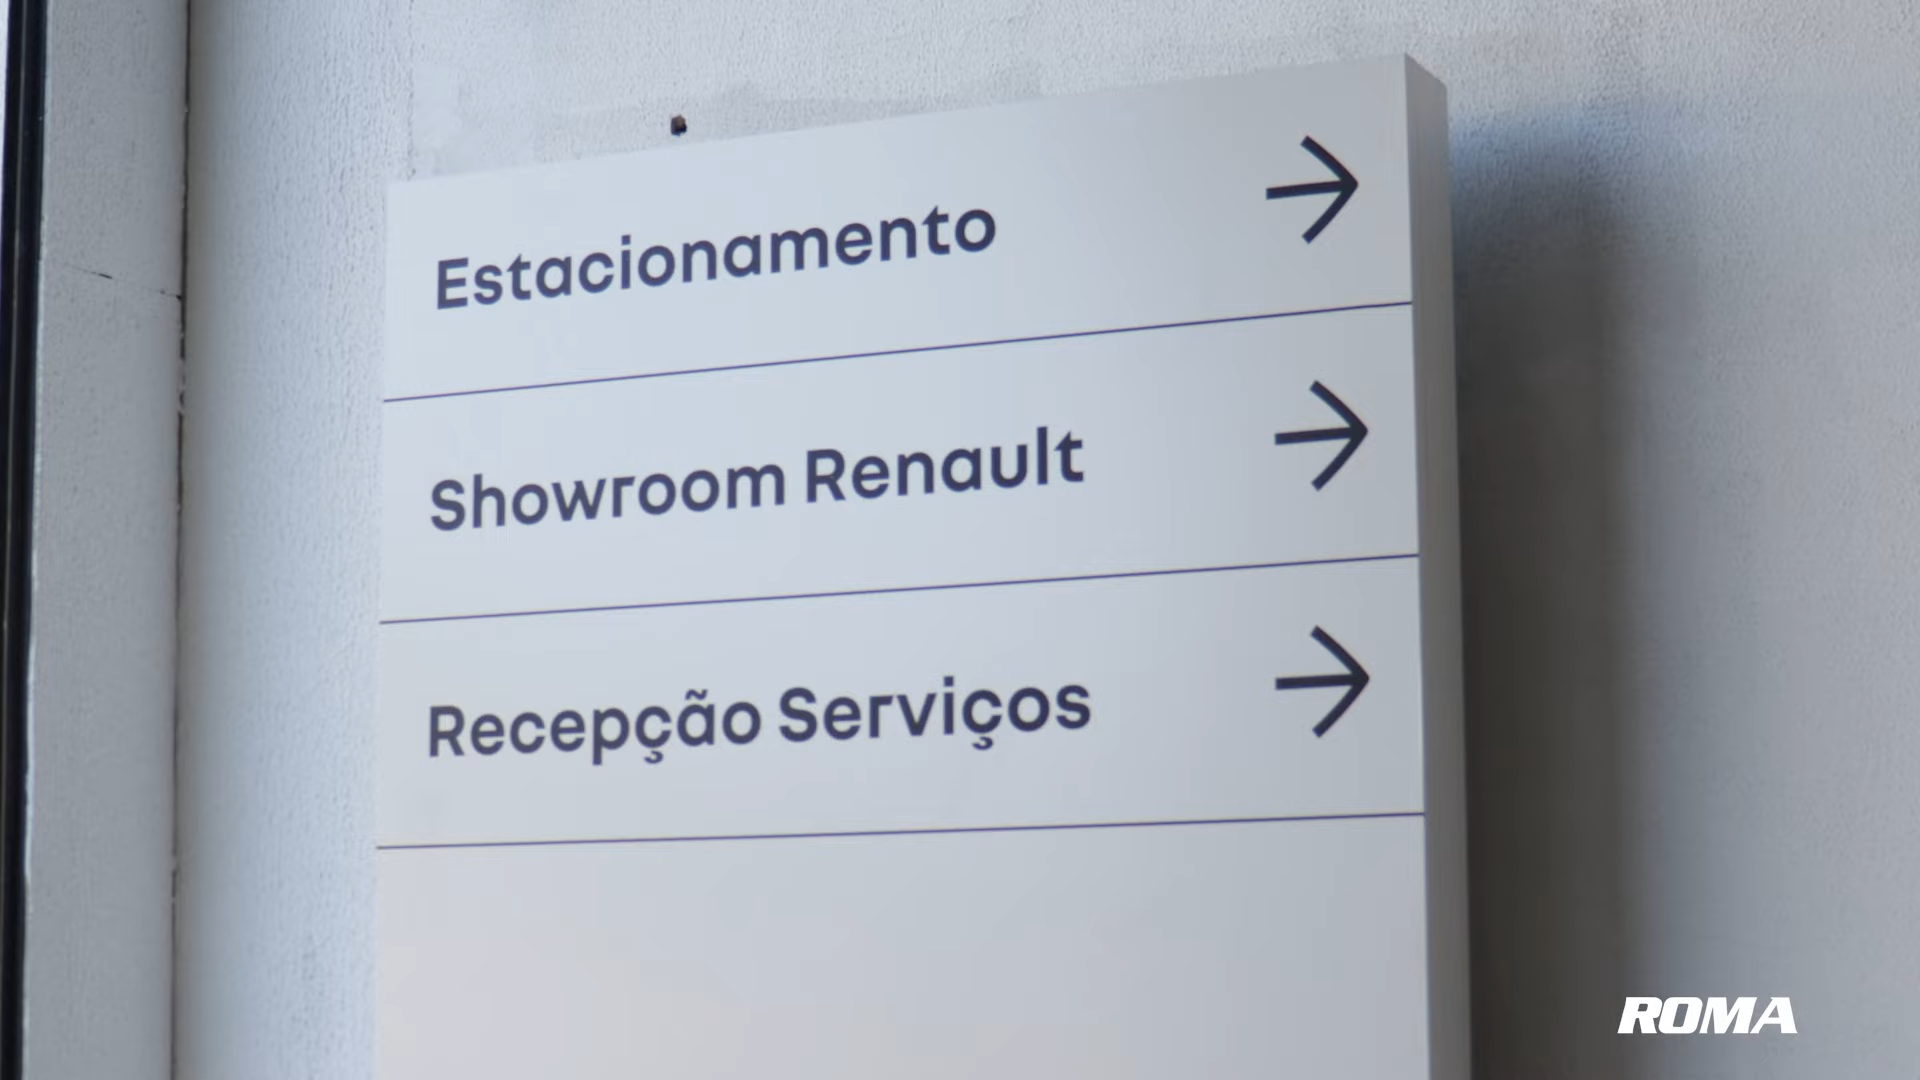 Estacionamento →
Showroom Renault →
Recepção Serviços →
ROMA